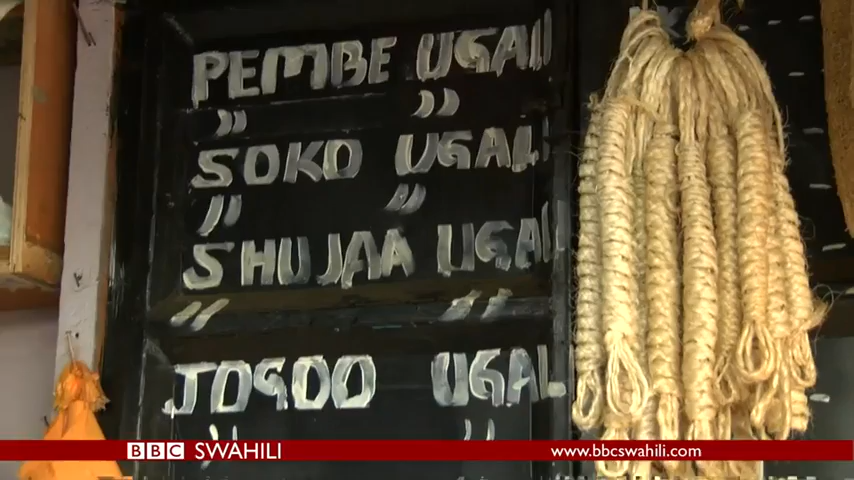 PEMBE UGALI
" "
SOKO UGALI
" "
SHUJAA UGALI
" "
JOGOO UGALI
" "
BBC SWAHILI www.bbcswahili.com